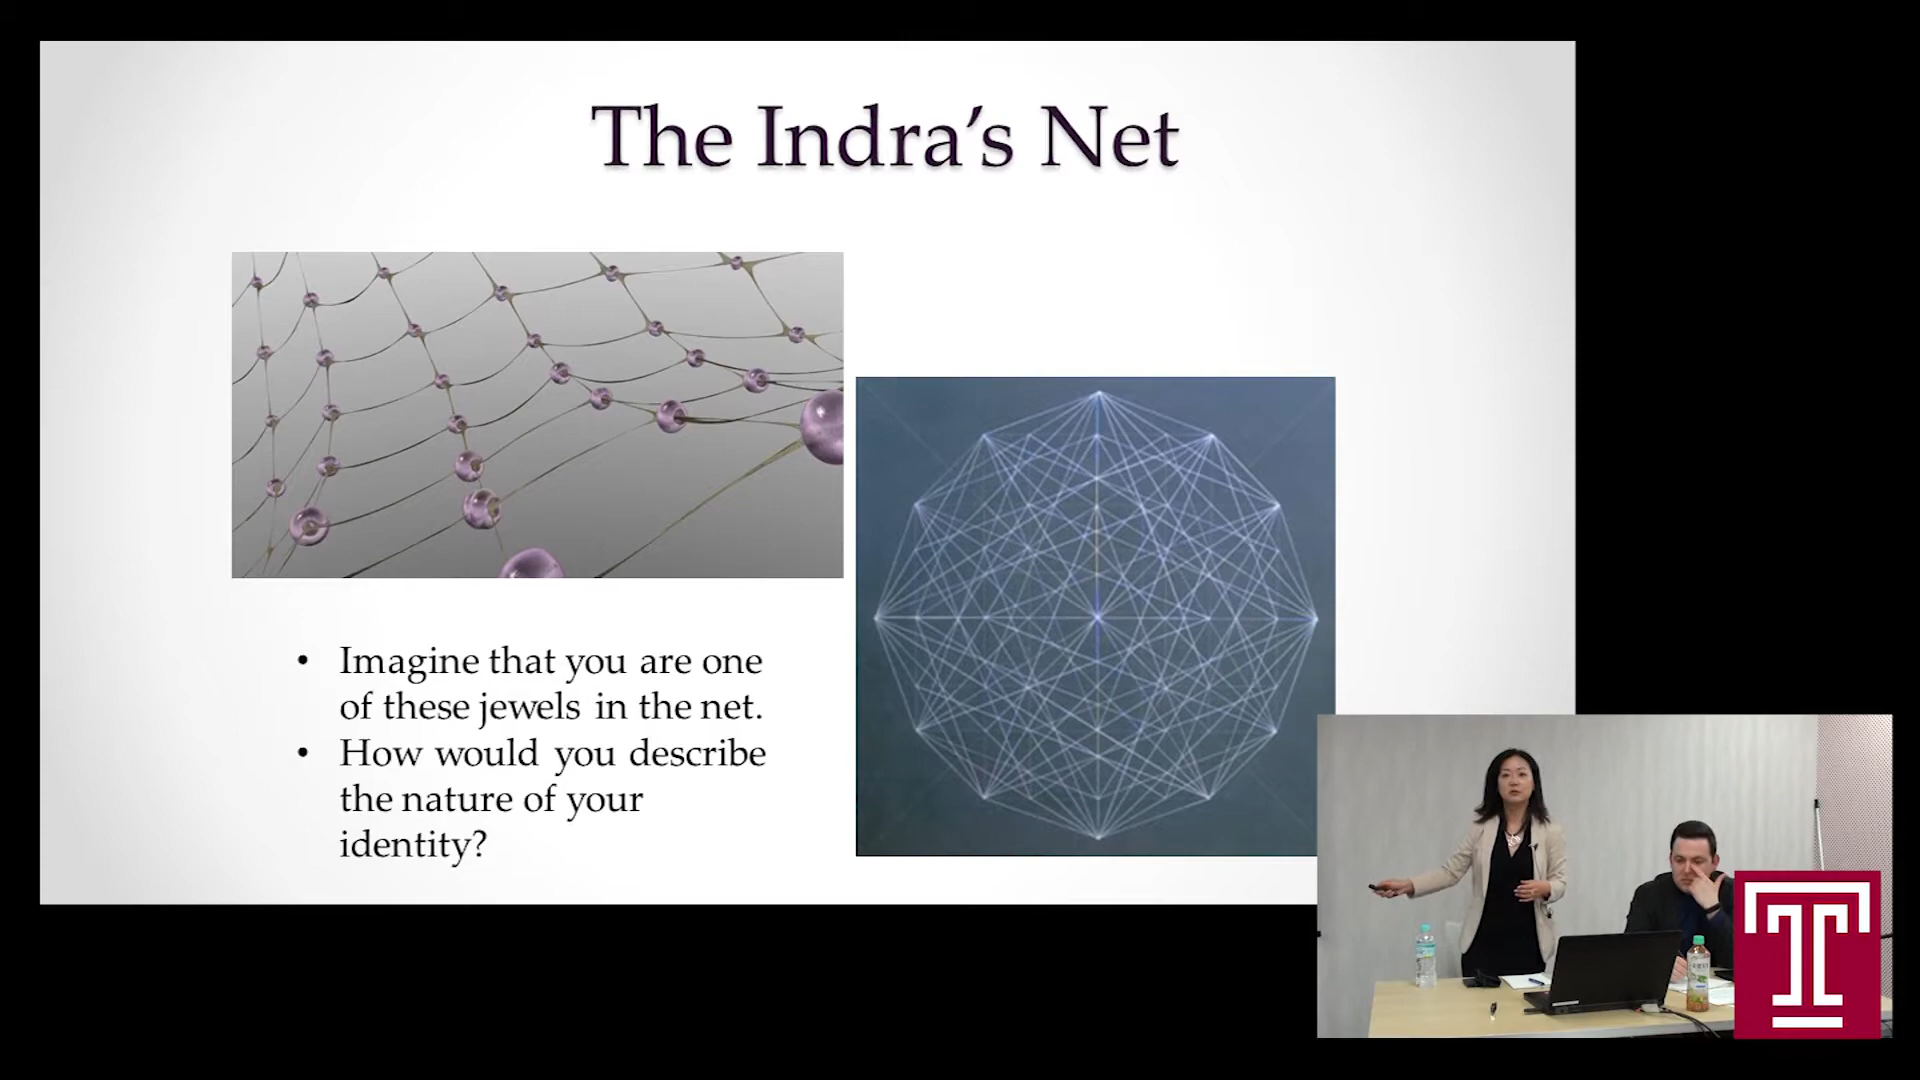 The Indra’s Net
• Imagine that you are one
of these jewels in the net.
• How would you describe
the nature of your
identity?